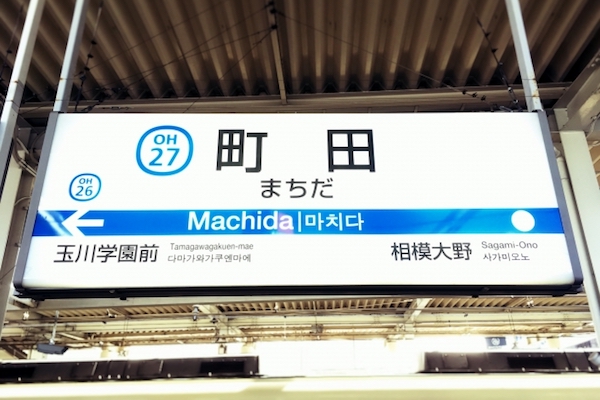 OH
27
町田
まちだ
OH
26
Machida|마치다
玉川学園前
Tamagawagakuen-mae
다마가와가쿠엔마에
相模大野
Sagami-Ono
사가미오노